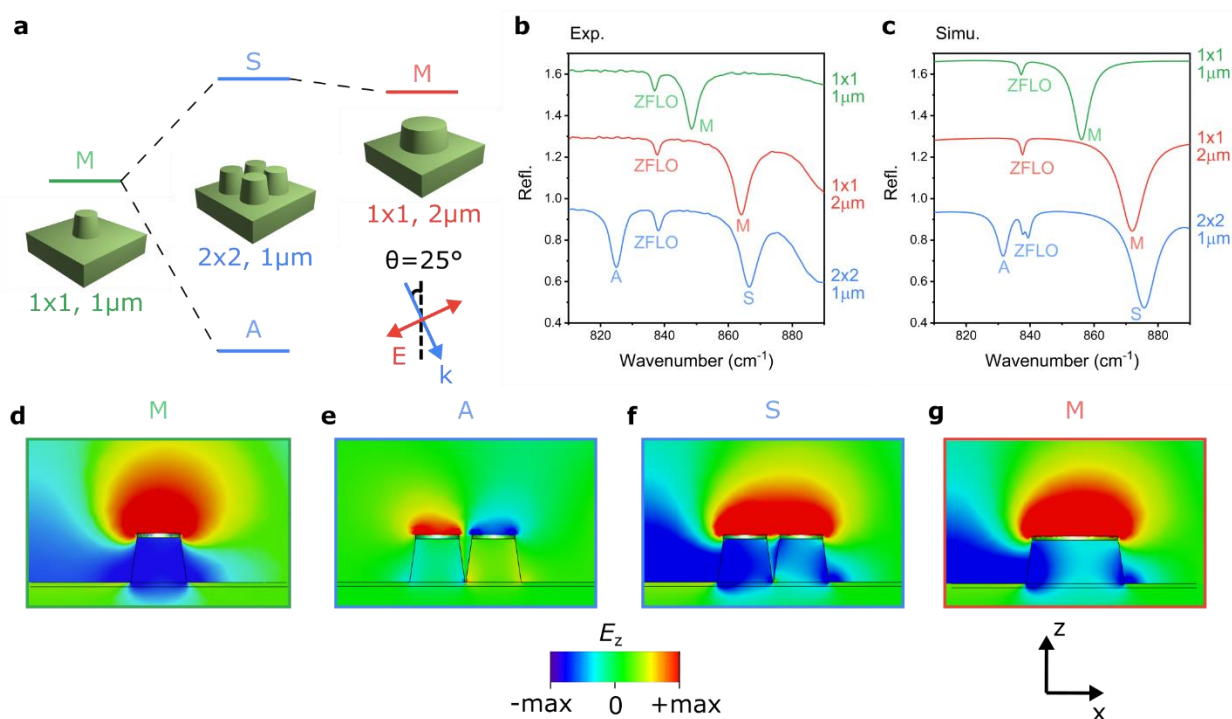 a
S
M
M
1x1, 1μm
2x2, 1μm
1x1, 2μm
A
θ=25°
E
k
b
Exp.
Refl.
1.6
1.4
1.2
1.0
0.8
0.6
0.4
ZFLO
M
1x1
1μm
ZFLO
M
1x1
2μm
A
ZFLO
S
2x2
1μm
820 840 860 880
Wavenumber (cm-1)
c
Simu.
Refl.
1.6
1.4
1.2
1.0
0.8
0.6
0.4
ZFLO
M
1x1
1μm
ZFLO
M
1x1
2μm
A
ZFLO
S
2x2
1μm
820 840 860 880
Wavenumber (cm-1)
d
M
e
A
f
S
g
M
Ez
-max 0 +max
z
x